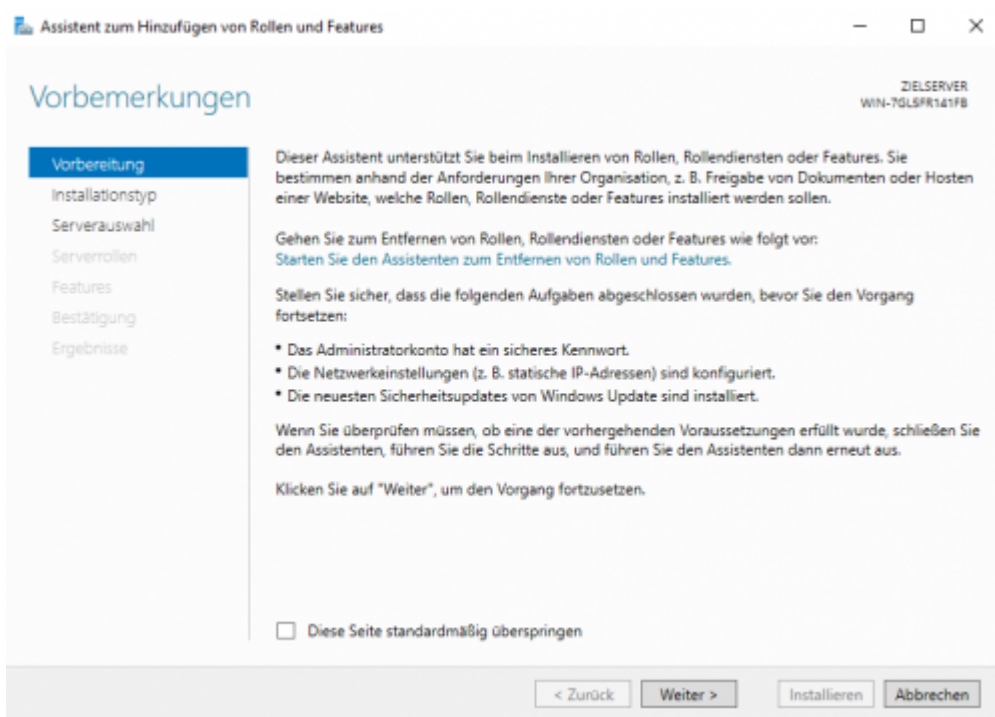 Assistent zum Hinzufügen von Rollen und Features
Vorbemerkungen
ZIELSERVER
WIN-7GLSFR141FB
Vorbereitung
Installationstyp
Serverauswahl
Serverrollen
Features
Bestätigung
Ergebnisse
Dieser Assistent unterstützt Sie beim Installieren von Rollen, Rollendiensten oder Features. Sie
bestimmen anhand der Anforderungen Ihrer Organisation, z. B. Freigabe von Dokumenten oder Hosten
einer Website, welche Rollen, Rollendienste oder Features installiert werden sollen.
Gehen Sie zum Entfernen von Rollen, Rollendiensten oder Features wie folgt vor:
Starten Sie den Assistenten zum Entfernen von Rollen und Features.
Stellen Sie sicher, dass die folgenden Aufgaben abgeschlossen wurden, bevor Sie den Vorgang
fortsetzen:
• Das Administratorkonto hat ein sicheres Kennwort.
• Die Netzwerkeinstellungen (z. B. statische IP-Adressen) sind konfiguriert.
• Die neuesten Sicherheitsupdates von Windows Update sind installiert.
Wenn Sie überprüfen müssen, ob eine der vorhergehenden Voraussetzungen erfüllt wurde, schließen Sie
den Assistenten, führen Sie die Schritte aus, und führen Sie den Assistenten dann erneut aus.
Klicken Sie auf "Weiter", um den Vorgang fortzusetzen.
Diese Seite standardmäßig überspringen
< Zurück
Weiter >
Installieren
Abbrechen